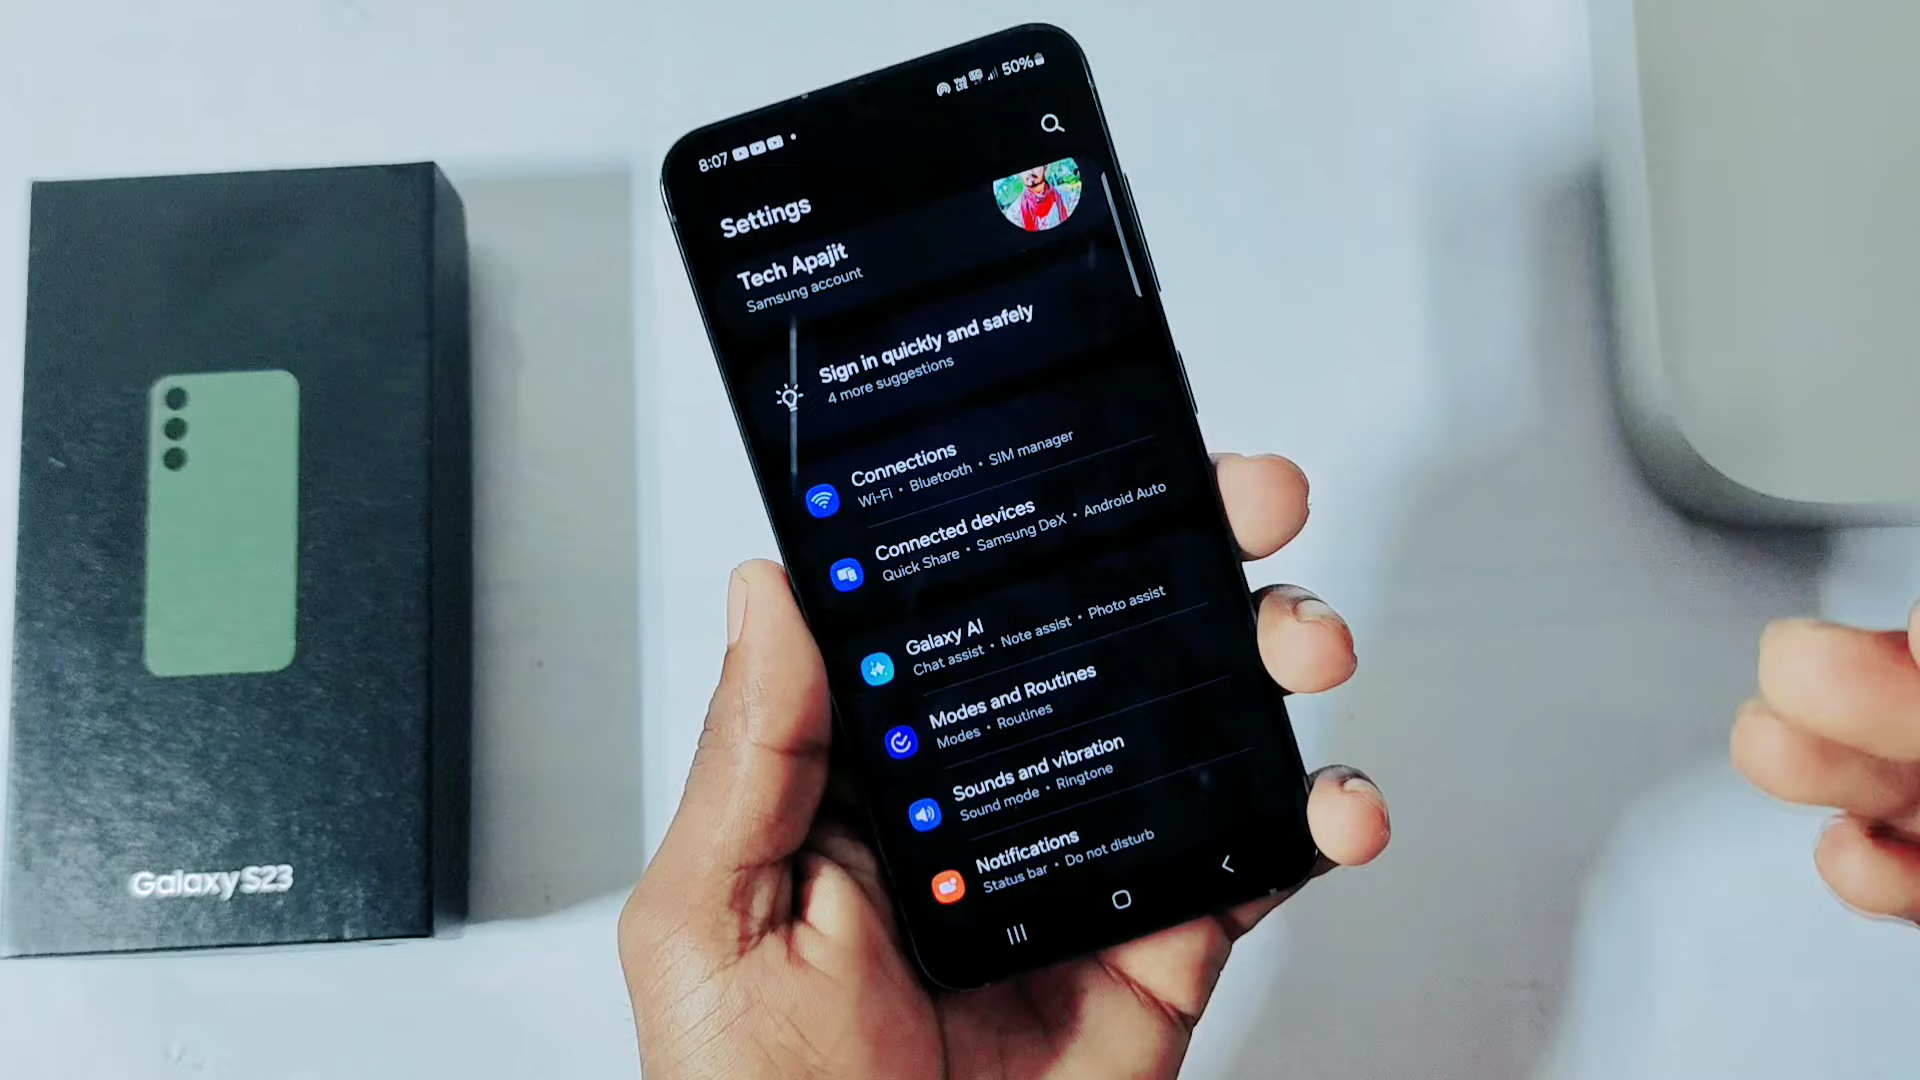 8:07
50%
Settings
Tech Apajit
Samsung account
Sign in quickly and safely
4 more suggestions
Connections
Wi-Fi • Bluetooth • SIM manager
Connected devices
Quick Share • Samsung DeX • Android Auto
Galaxy AI
Chat assist • Note assist • Photo assist
Modes and Routines
Modes • Routines
Sounds and vibration
Sound mode • Ringtone
Notifications
Status bar • Do not disturb
Galaxy S23